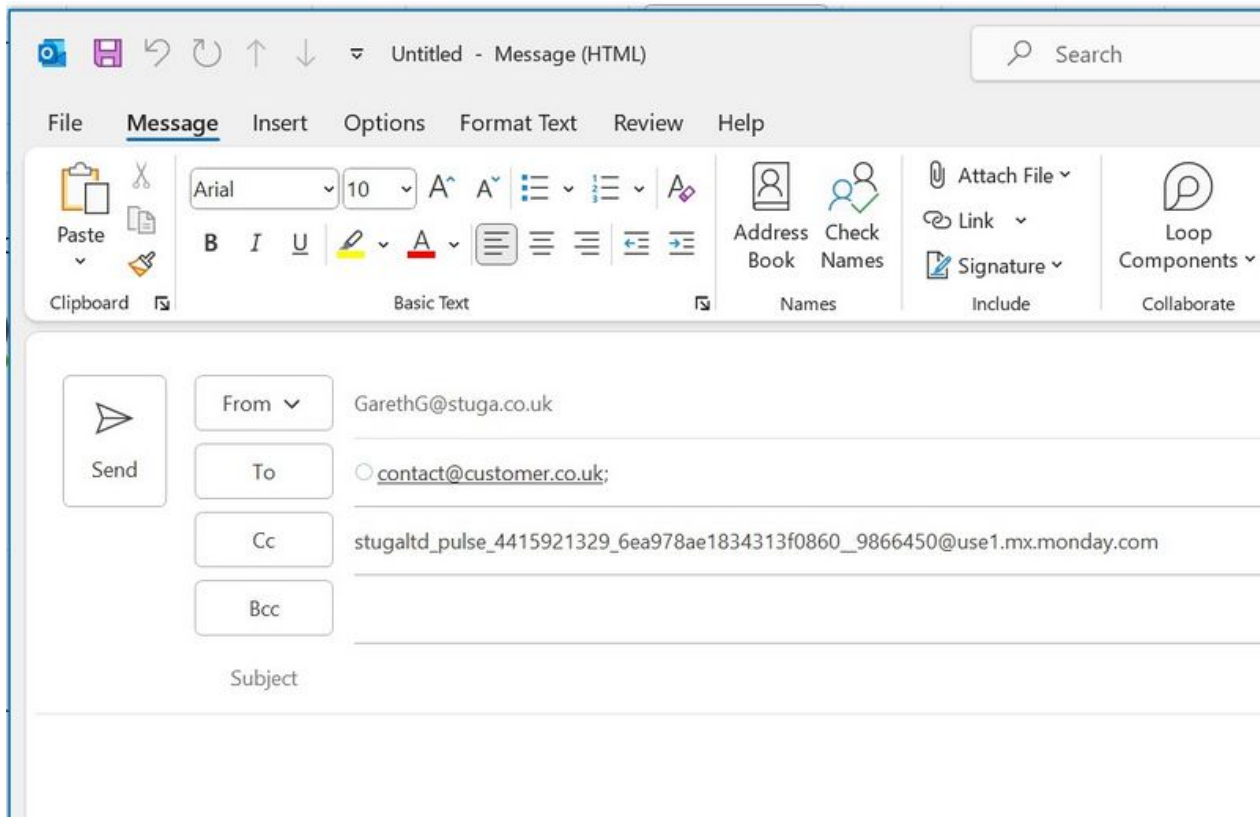 Untitled - Message (HTML)
Search
File Message Insert Options Format Text Review Help
Arial 10
Paste
B I U A
Clipboard
Basic Text
Address Book
Check Names
Names
Attach File
Link
Signature
Include
Loop Components
Collaborate
Send
From GarethG@stuga.co.uk
To contact@customer.co.uk;
Cc stugaltd_pulse_4415921329_6ea978ae1834313f0860__9866450@use1.mx.monday.com
Bcc
Subject